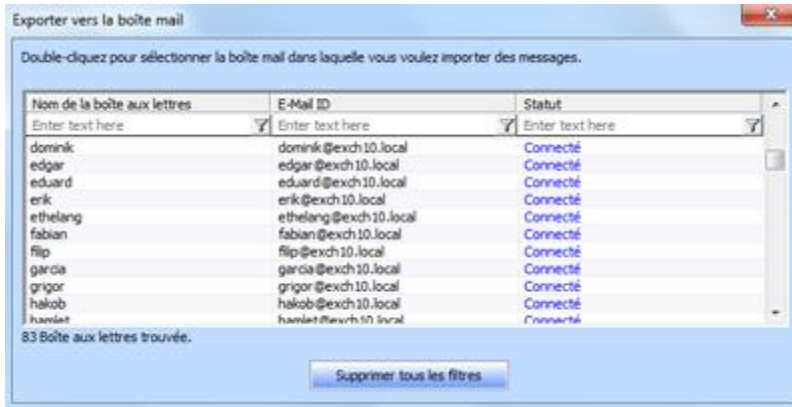 Exporter vers la boîte mail
Double-cliquez pour sélectionner la boîte mail dans laquelle vous voulez importer des messages.
Nom de la boîte aux lettres E-Mail ID Statut
Enter text here Enter text here Enter text here
dominik dominik@exch10.local Connecté
edgar edgar@exch10.local Connecté
eduard eduard@exch10.local Connecté
erik erik@exch10.local Connecté
ethelang ethelang@exch10.local Connecté
fabian fabian@exch10.local Connecté
filip filip@exch10.local Connecté
garcia garcia@exch10.local Connecté
grigor grigor@exch10.local Connecté
hakob hakob@exch10.local Connecté
hamlet hamlet@exch10.local Connecté
83 Boîte aux lettres trouvée.
Supprimer tous les filtres